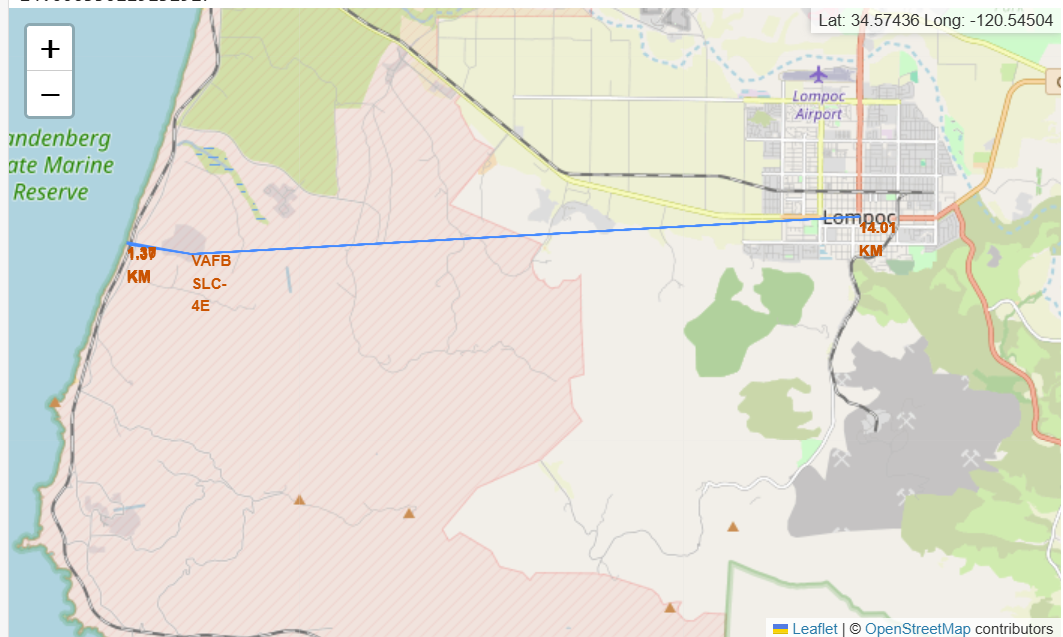 +
−
Lat: 34.57436 Long: -120.54504
Lompoc
Airport
andenberg
ate Marine
Reserve
Lompoc
14.01
KM
KM
VAFB
SLC-
4E
Leaflet | © OpenStreetMap contributors